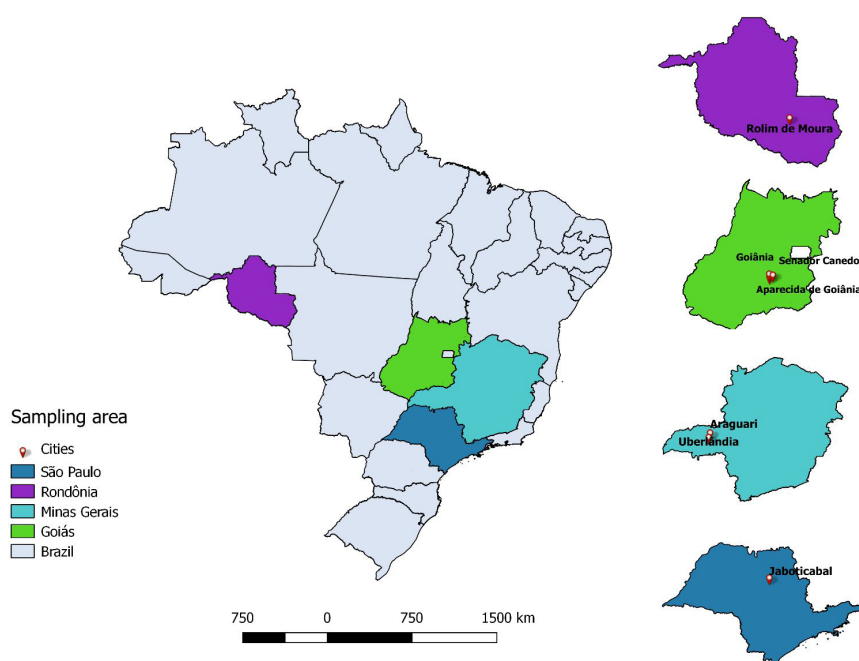 Rolim de Moura
Goiânia
Senador Canedo
Aparecida de Goiânia
Araguari
Uberlandia
Jaboticabal
Sampling area
Cities
São Paulo
Rondônia
Minas Gerais
Goiás
Brazil
750 0 750 1500 km